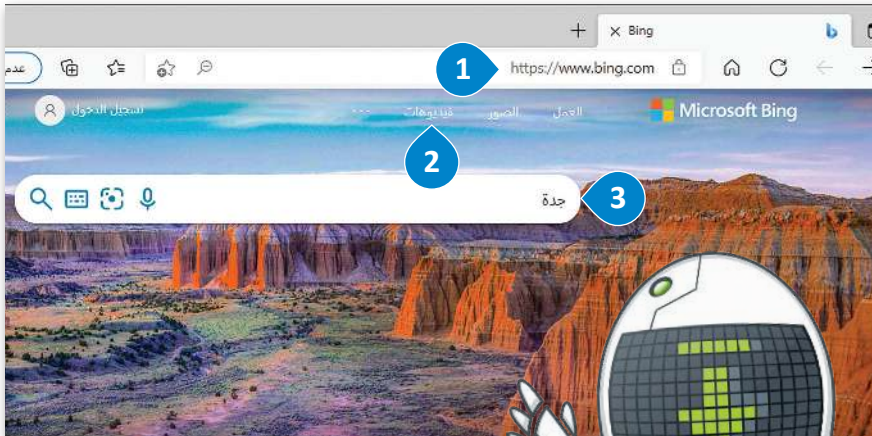 Bing
عدم
1
https://www.bing.com
Microsoft Bing
العمل الصور فيديوهات ... تسجيل الدخول
2
جدة
3